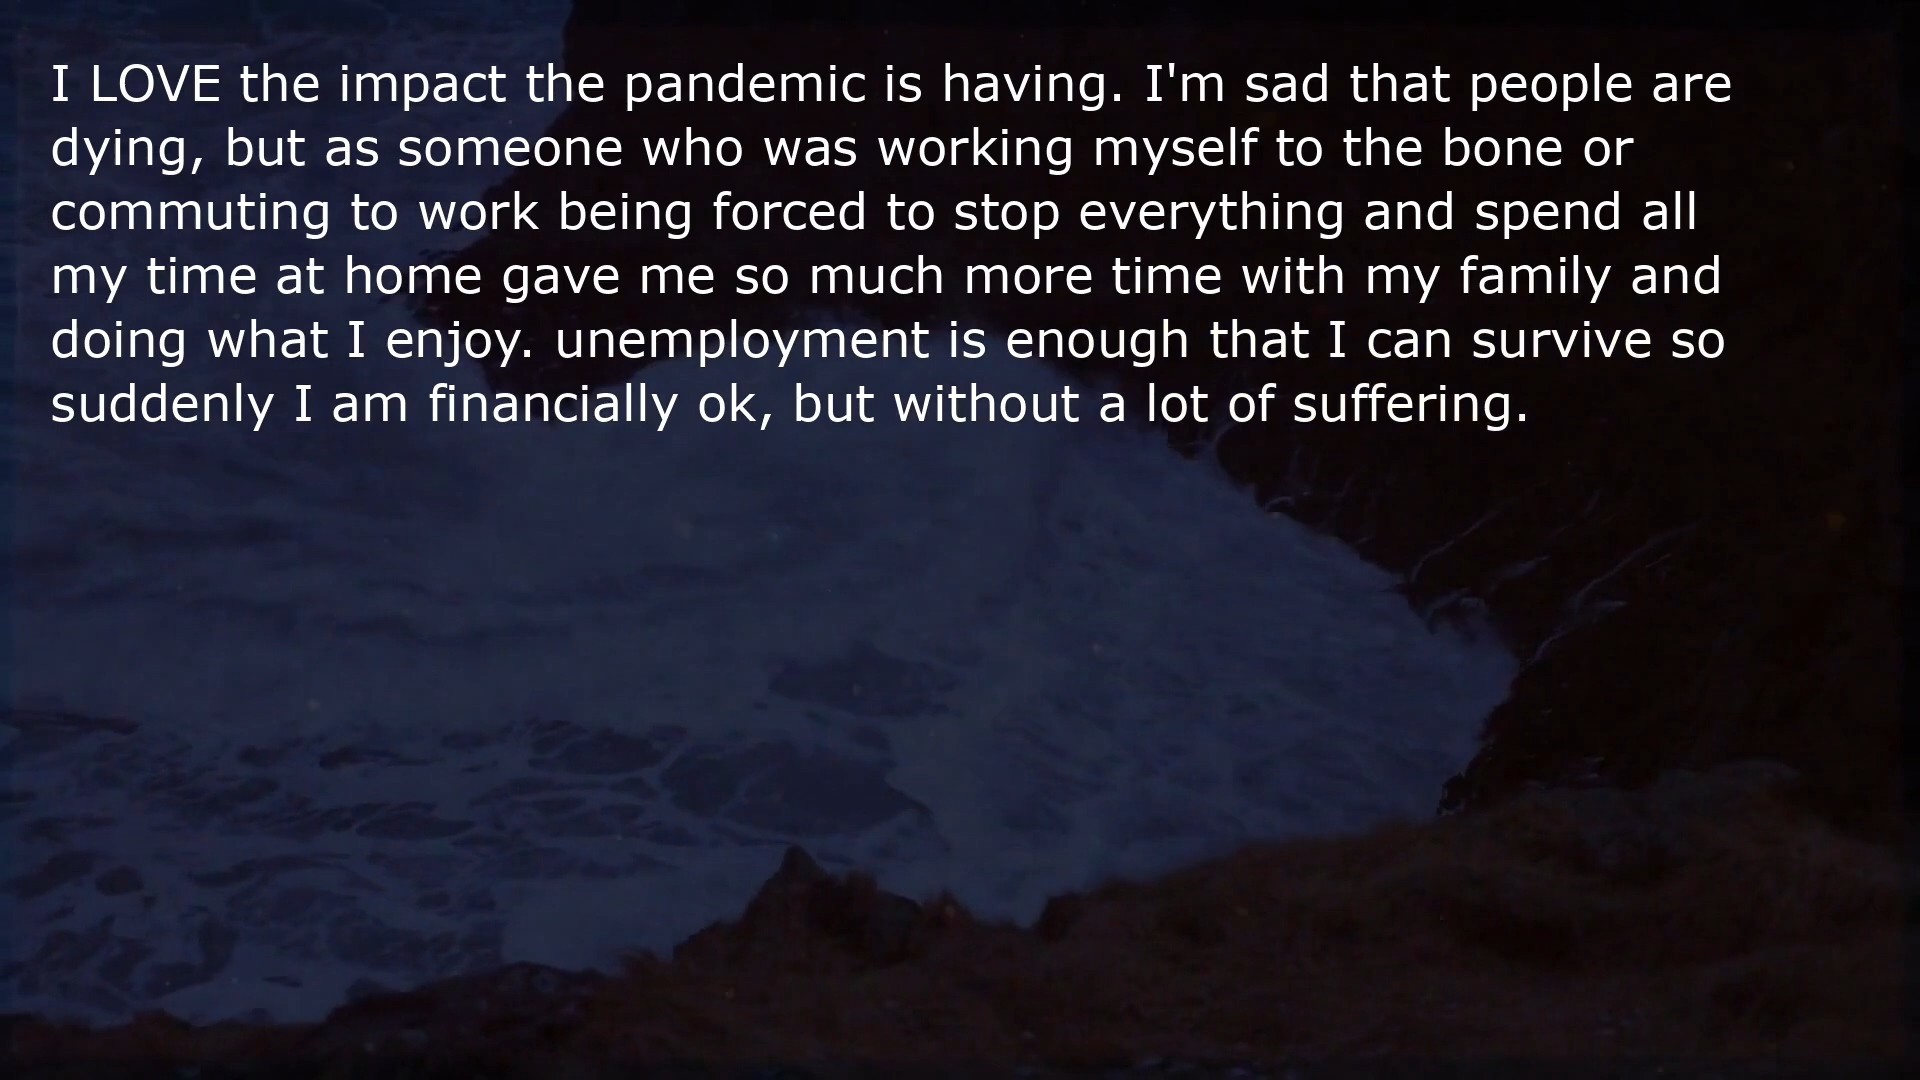 I LOVE the impact the pandemic is having. I'm sad that people are
dying, but as someone who was working myself to the bone or
commuting to work being forced to stop everything and spend all
my time at home gave me so much more time with my family and
doing what I enjoy. unemployment is enough that I can survive so
suddenly I am financially ok, but without a lot of suffering.